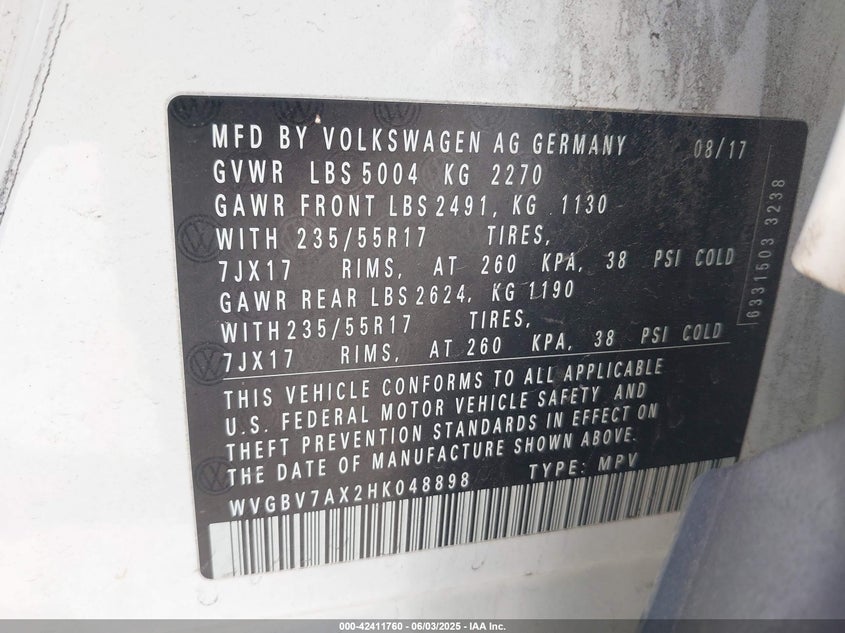 MFD BY VOLKSWAGEN AG GERMANY 08/17
GVWR LBS 5004 KG 2270
GAWR FRONT LBS 2491, KG 1130
WITH 235/55R17 TIRES,
7JX17 RIMS, AT 260 KPA, 38 PSI COLD
GAWR REAR LBS 2624, KG 1190
WITH 235/55R17 TIRES,
7JX17 RIMS, AT 260 KPA, 38 PSI COLD
THIS VEHICLE CONFORMS TO ALL APPLICABLE
U.S. FEDERAL MOTOR VEHICLE SAFETY AND
THEFT PREVENTION STANDARDS IN EFFECT ON
THE DATE OF MANUFACTURE SHOWN ABOVE.
WVGBV7AX2HK048898 TYPE: MPV
6331503 3238
000-42411760 - 06/03/2025 - IAA Inc.